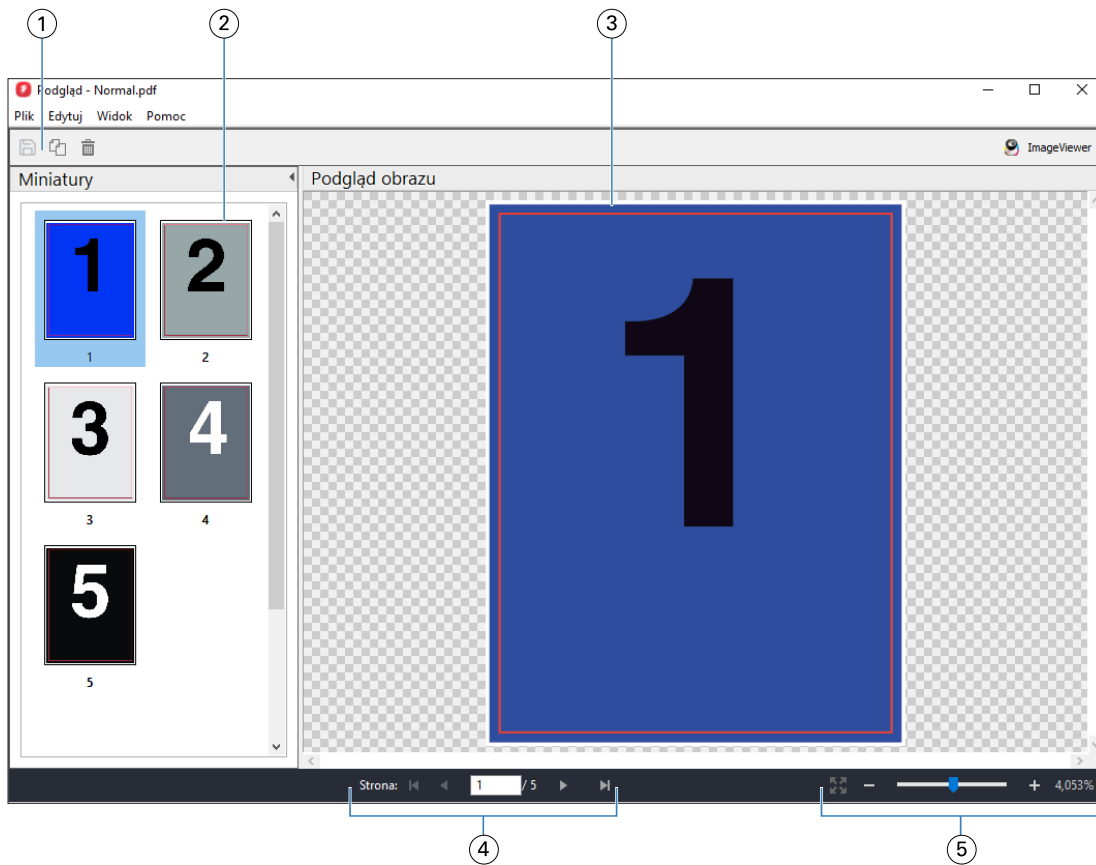 1 2 3
Podgląd - Normal.pdf
Plik Edytuj Widok Pomoc
ImageViewer
Miniatury
Podgląd obrazu
1 2
1 2
3 4
3 4
5
5
1
Strona: 1 / 5
4,053%
4 5